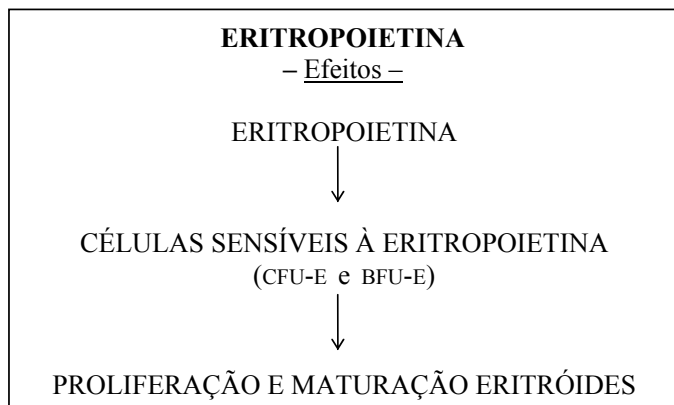 ERITROPOIETINA
– Efeitos –
ERITROPOIETINA
CÉLULAS SENSÍVEIS À ERITROPOIETINA
(CFU-E e BFU-E)
PROLIFERAÇÃO E MATURAÇÃO ERITRÓIDES